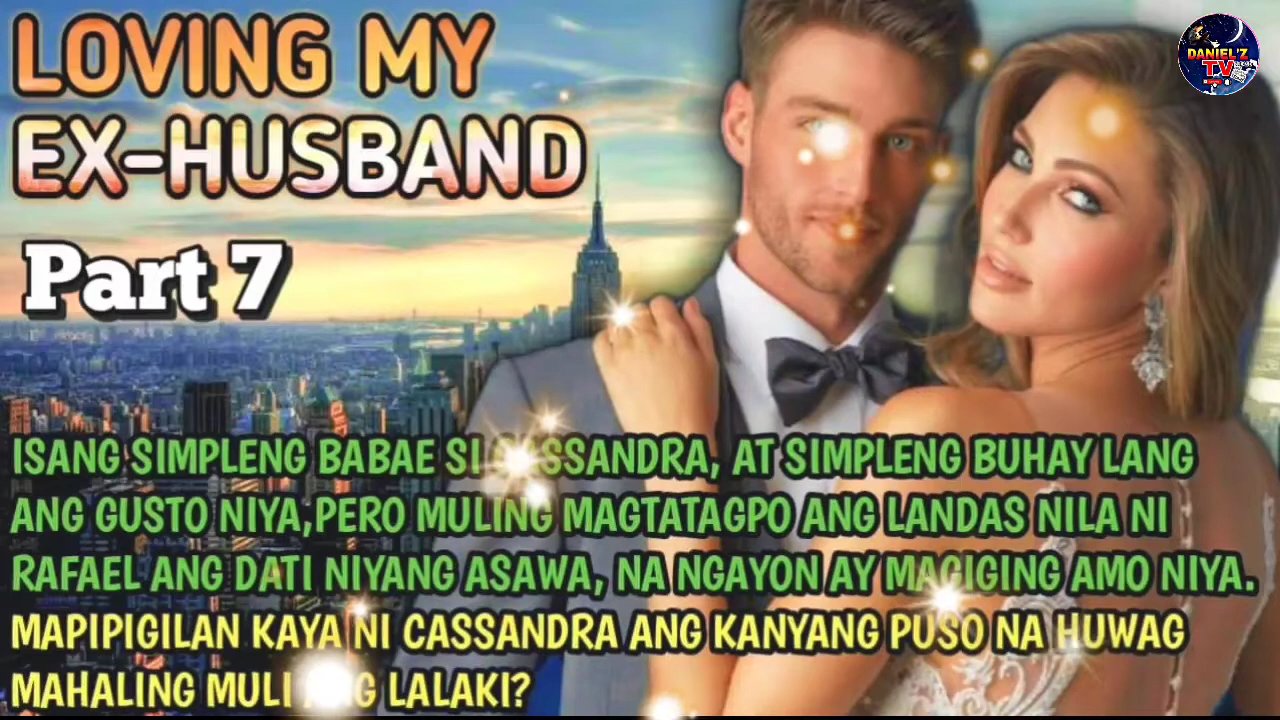 LOVING MY
EX-HUSBAND
Part 7
DANIEL'Z
TV
ISANG SIMPLENG BABAE SI CASSANDRA, AT SIMPLENG BUHAY LANG
ANG GUSTO NIYA,PERO MULING MAGTATAGPO ANG LANDAS NILA NI
RAFAEL ANG DATI NIYANG ASAWA, NA NGAYON AY MAGIGING AMO NIYA.
MAPIPIGILAN KAYA NI CASSANDRA ANG KANYANG PUSO NA HUWAG
MAHALING MULI ANG LALAKI?